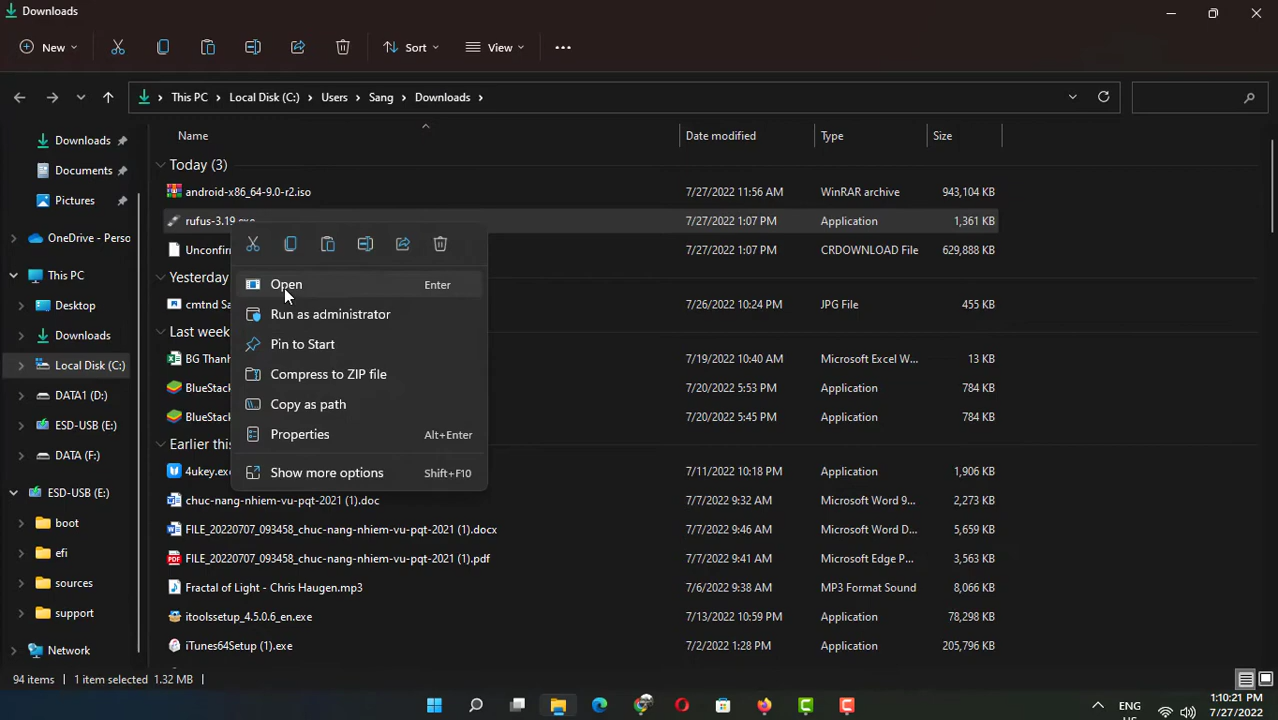 Downloads
New
Sort
View
This PC
Local Disk (C:)
Users
Sang
Downloads
Name
Date modified
Type
Size
Downloads
Documents
Pictures
OneDrive - Perso
This PC
Desktop
Downloads
Local Disk (C:)
DATA1 (D:)
ESD-USB (E:)
DATA (F:)
ESD-USB (E:)
boot
efi
sources
support
Network
Today (3)
android-x86_64-9.0-r2.iso 7/27/2022 11:56 AM WinRAR archive 943,104 KB
rufus-3.19.exe 7/27/2022 1:07 PM Application 1,361 KB
Unconfirm 7/27/2022 1:07 PM CRDOWNLOAD File 629,888 KB
Yesterday
cmtnd Sa 7/26/2022 10:24 PM JPG File 455 KB
Last week
BG Thanh 7/19/2022 10:40 AM Microsoft Excel W... 13 KB
BlueStack 7/20/2022 5:53 PM Application 784 KB
BlueStack 7/20/2022 5:45 PM Application 784 KB
Earlier this
4ukey.exe 7/11/2022 10:18 PM Application 1,906 KB
chuc-nang-nhiem-vu-pqt-2021 (1).doc 7/7/2022 9:32 AM Microsoft Word 9... 2,273 KB
FILE_20220707_093458_chuc-nang-nhiem-vu-pqt-2021 (1).docx 7/7/2022 9:46 AM Microsoft Word D... 5,659 KB
FILE_20220707_093458_chuc-nang-nhiem-vu-pqt-2021 (1).pdf 7/7/2022 9:41 AM Microsoft Edge P... 3,563 KB
Fractal of Light - Chris Haugen.mp3 7/6/2022 9:38 AM MP3 Format Sound 8,066 KB
itoolssetup_4.5.0.6_en.exe 7/13/2022 10:59 PM Application 78,298 KB
iTunes64Setup (1).exe 7/2/2022 1:28 PM Application 205,796 KB
Open Enter
Run as administrator
Pin to Start
Compress to ZIP file
Copy as path
Properties Alt+Enter
Show more options Shift+F10
94 items
1 item selected 1.32 MB
ENG
1:10:21 PM
7/27/2022